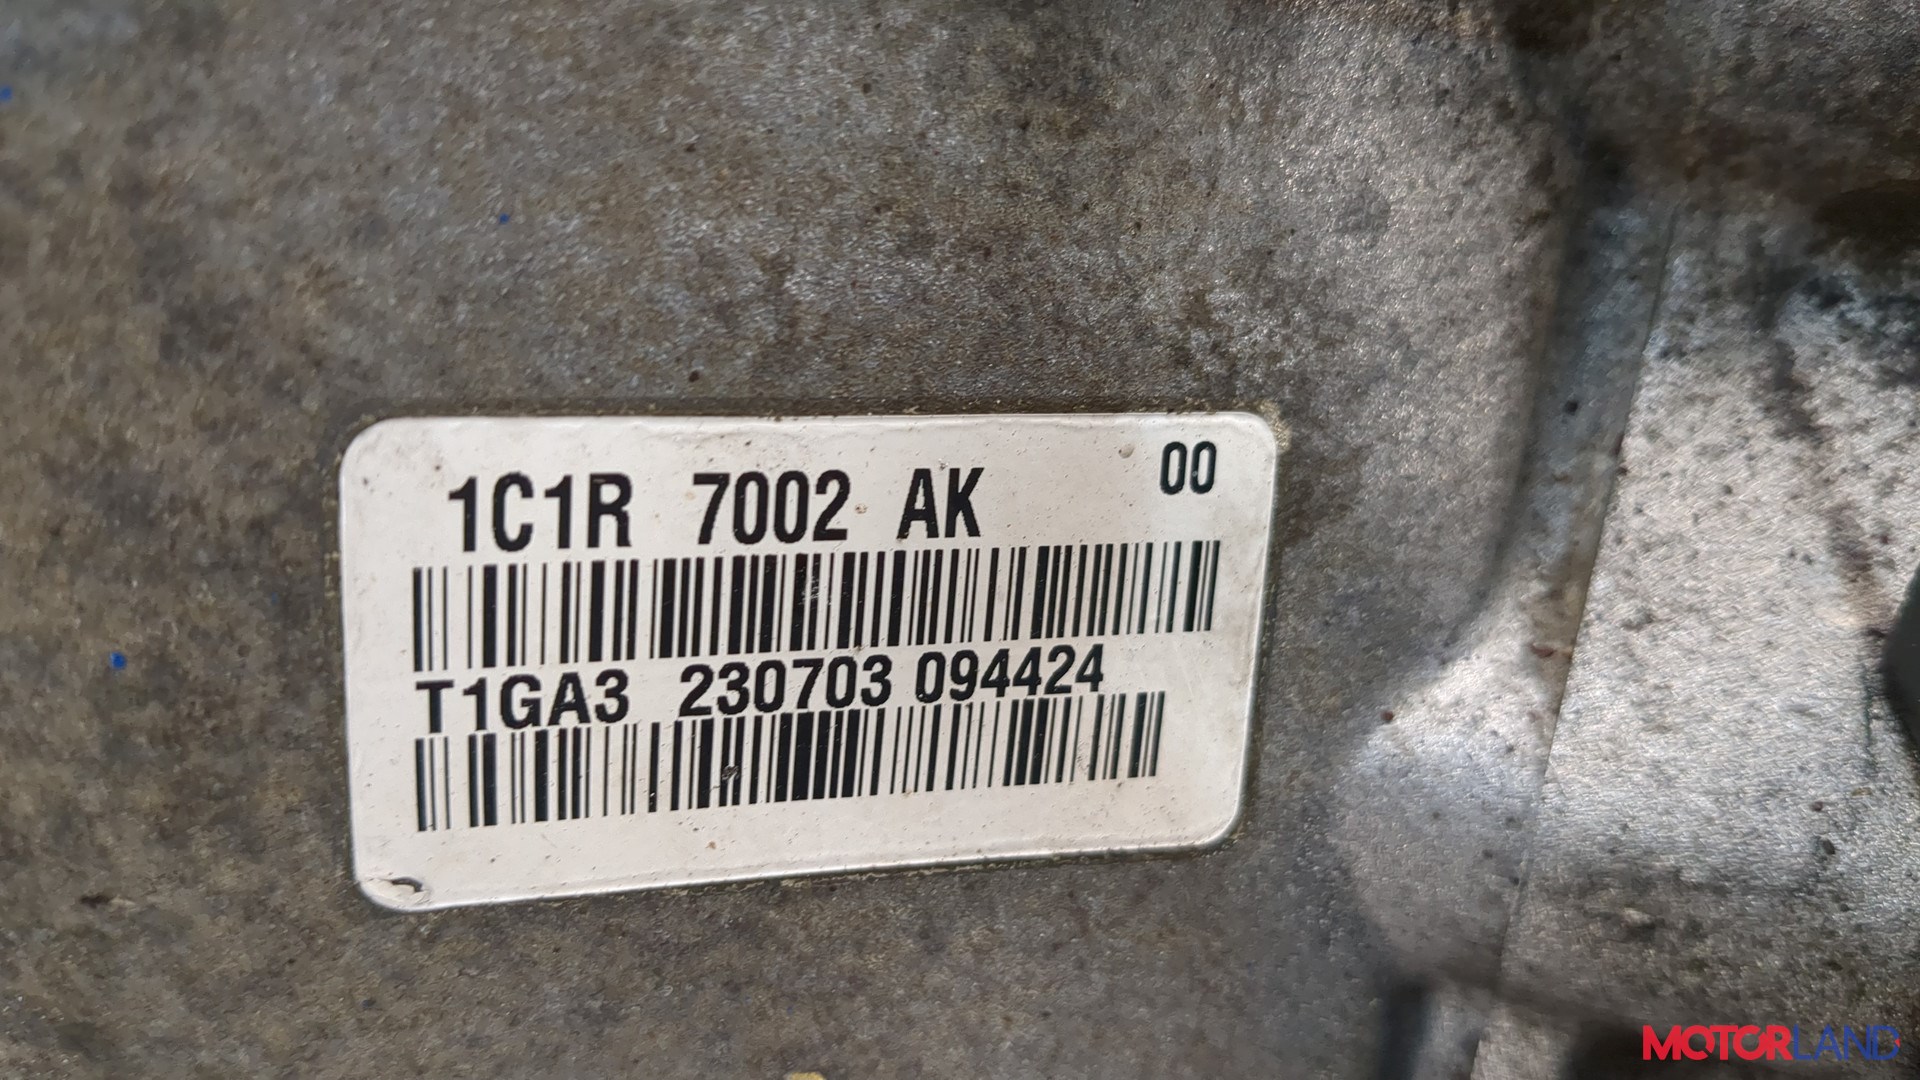 1C1R 7002 AK 00
T1GA3 230703 094424
MOTORLAND